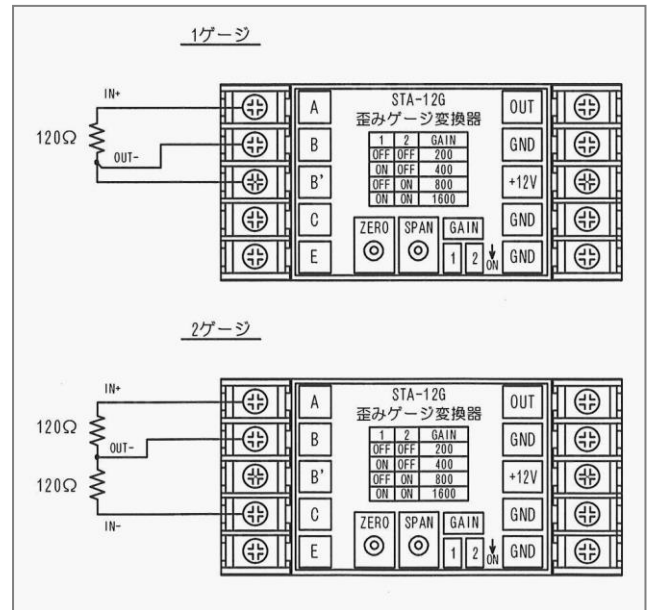 1ゲージ
IN+
120Ω
OUT-
A
B
B'
C
E
STA-12G
歪みゲージ変換器
1 2 GAIN
OFF OFF 200
ON OFF 400
OFF ON 800
ON ON 1600
ZERO SPAN GAIN
1 2 ON
OUT
GND
+12V
GND
GND
2ゲージ
IN+
120Ω
OUT-
120Ω
IN-
A
B
B'
C
E
STA-12G
歪みゲージ変換器
1 2 GAIN
OFF OFF 200
ON OFF 400
OFF ON 800
ON ON 1600
ZERO SPAN GAIN
1 2 ON
OUT
GND
+12V
GND
GND